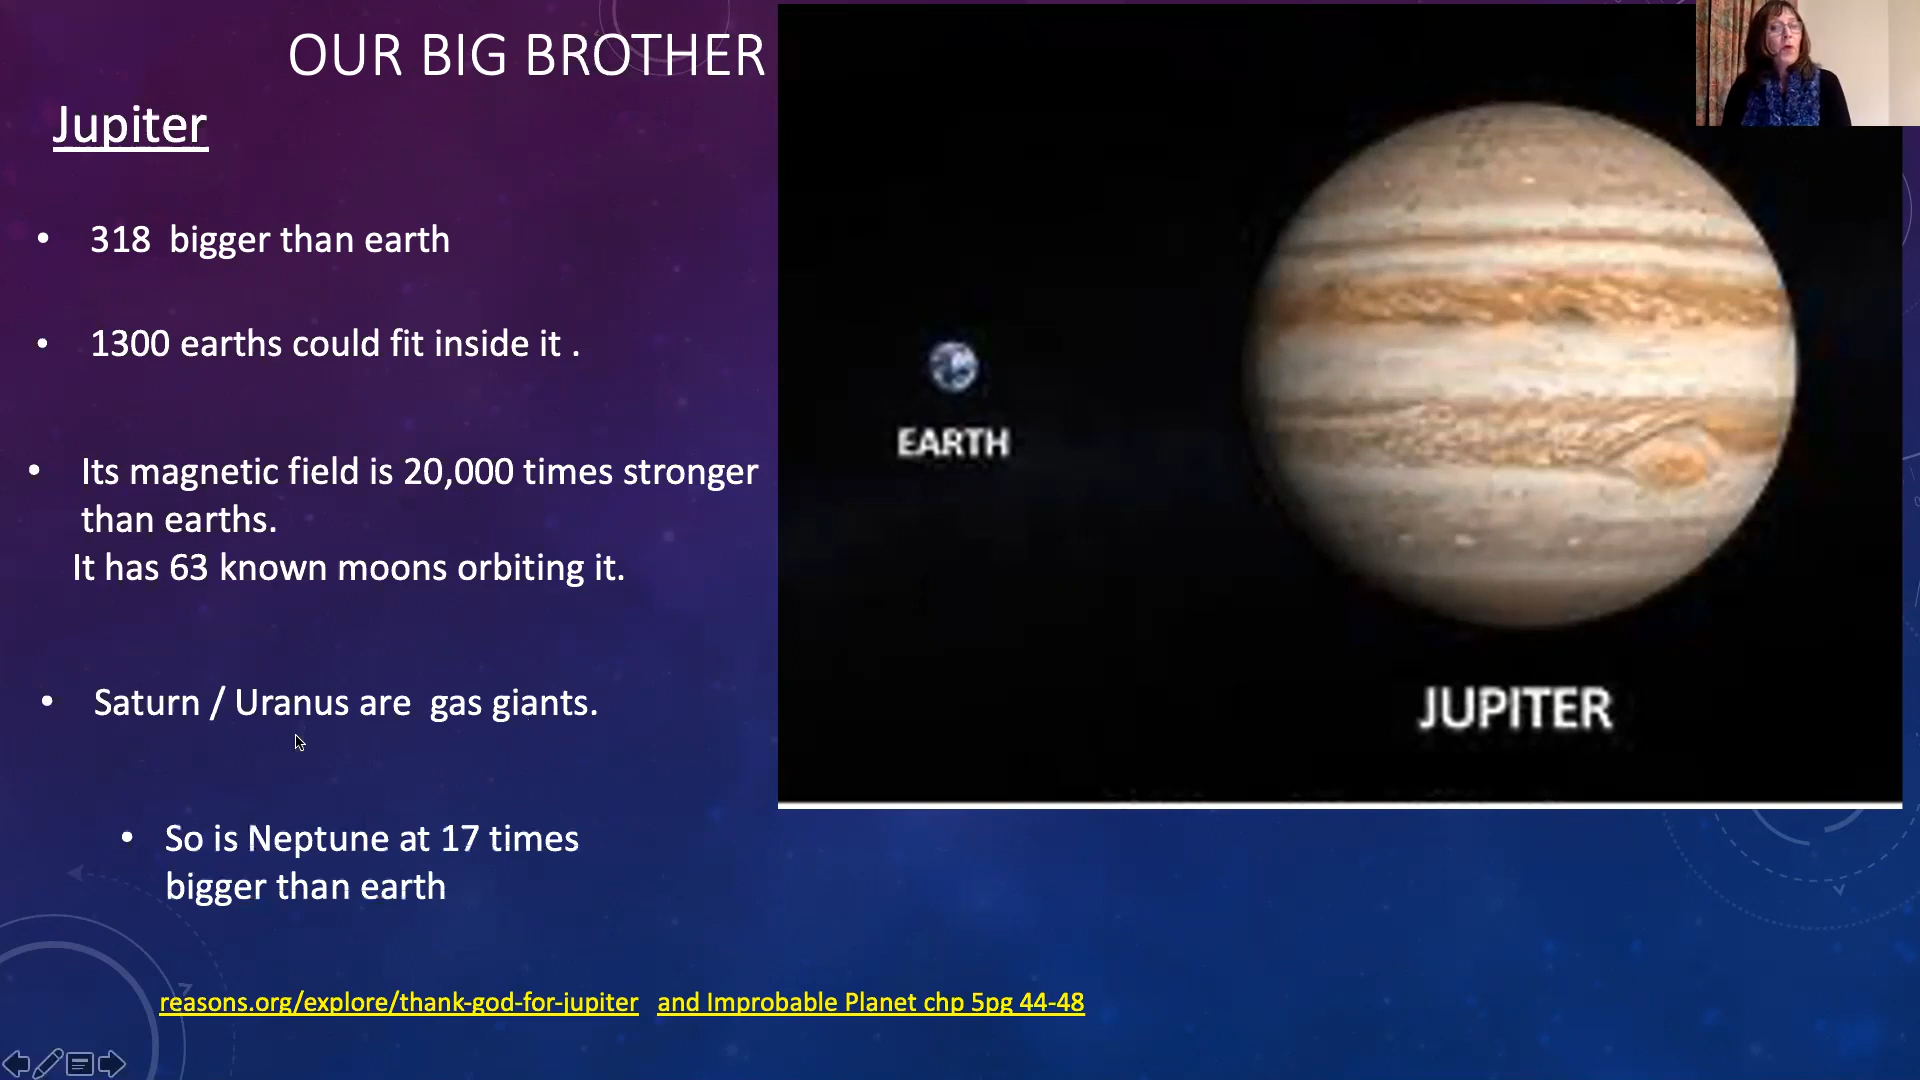 OUR BIG BROTHER
Jupiter
• 318 bigger than earth
• 1300 earths could fit inside it .
• Its magnetic field is 20,000 times stronger
than earths.
It has 63 known moons orbiting it.
• Saturn / Uranus are gas giants.
• So is Neptune at 17 times
bigger than earth
EARTH
JUPITER
reasons.org/explore/thank-god-for-jupiter and Improbable Planet chp 5pg 44-48